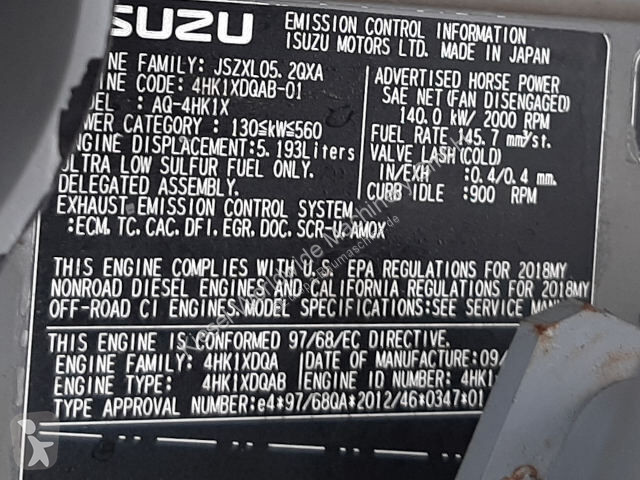 SUZU EMISSION CONTROL INFORMATION
ISUZU MOTORS LTD. MADE IN JAPAN
NE FAMILY: JSZXL05.2QXA
NE CODE: 4HK1XDQAB-01
DEL : AQ-4HK1X
WER CATEGORY : 130≤kW≤560
ENGINE DISPLACEMENT:5.193Liters
ULTRA LOW SULFUR FUEL ONLY.
DELEGATED ASSEMBLY.
EXHAUST EMISSION CONTROL SYSTEM
:ECM, TC, CAC, DFI, EGR, DOC, SCR-U, AMOX
ADVERTISED HORSE POWER
SAE NET(FAN DISENGAGED)
140.0 kW/ 2000 RPM
FUEL RATE 145.7 mm³/st.
VALVE LASH(COLD)
IN/EXH :0.4/0.4 mm.
CURB IDLE :900 RPM
THIS ENGINE COMPLIES WITH U.S. EPA REGULATIONS FOR 2018MY
NONROAD DIESEL ENGINES AND CALIFORNIA REGULATIONS FOR 2018MY
OFF-ROAD CI ENGINE. MODEL SPECIFICATIONS:SEE SERVICE MANU
THIS ENGINE IS CONFORMED 97/68/EC DIRECTIVE.
ENGINE FAMILY: 4HK1XDQA DATE OF MANUFACTURE:09/
ENGINE TYPE: 4HK1XDQAB ENGINE ID NUMBER: 4HK1
TYPE APPROVAL NUMBER:e4*97/68QA*2012/46*0347*01